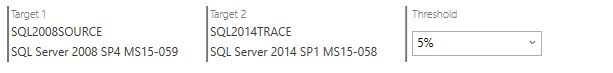 Target 1
SQL2008SOURCE
SQL Server 2008 SP4 MS15-059
Target 2
SQL2014TRACE
SQL Server 2014 SP1 MS15-058
Threshold
5%